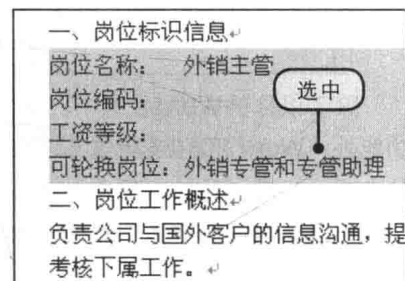 一、岗位标识信息
岗位名称： 外销主管
选中
岗位编码：
工资等级：
可轮换岗位：外销专管和专管助理
二、岗位工作概述
负责公司与国外客户的信息沟通，提
考核下属工作。